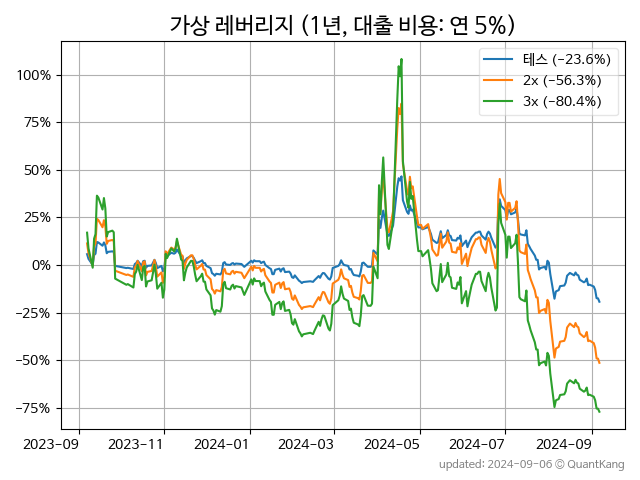 가상 레버리지 (1년, 대출 비용: 연 5%)
테스 (−23.6%)
2x (−56.3%)
3x (−80.4%)
100%
75%
50%
25%
0%
−25%
−50%
−75%
2023-09 2023-11 2024-01 2024-03 2024-05 2024-07 2024-09
updated: 2024-09-06 © QuantKang